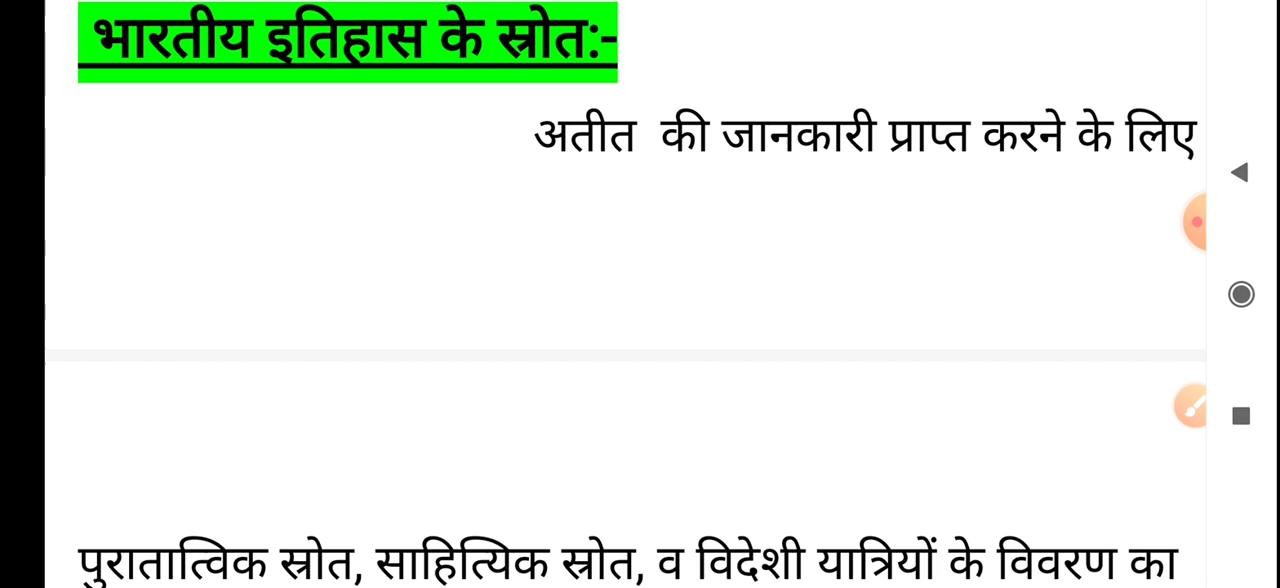 भारतीय इतिहास के स्रोत:-
अतीत की जानकारी प्राप्त करने के लिए
पुरातात्विक स्रोत, साहित्यिक स्रोत, व विदेशी यात्रियों के विवरण का